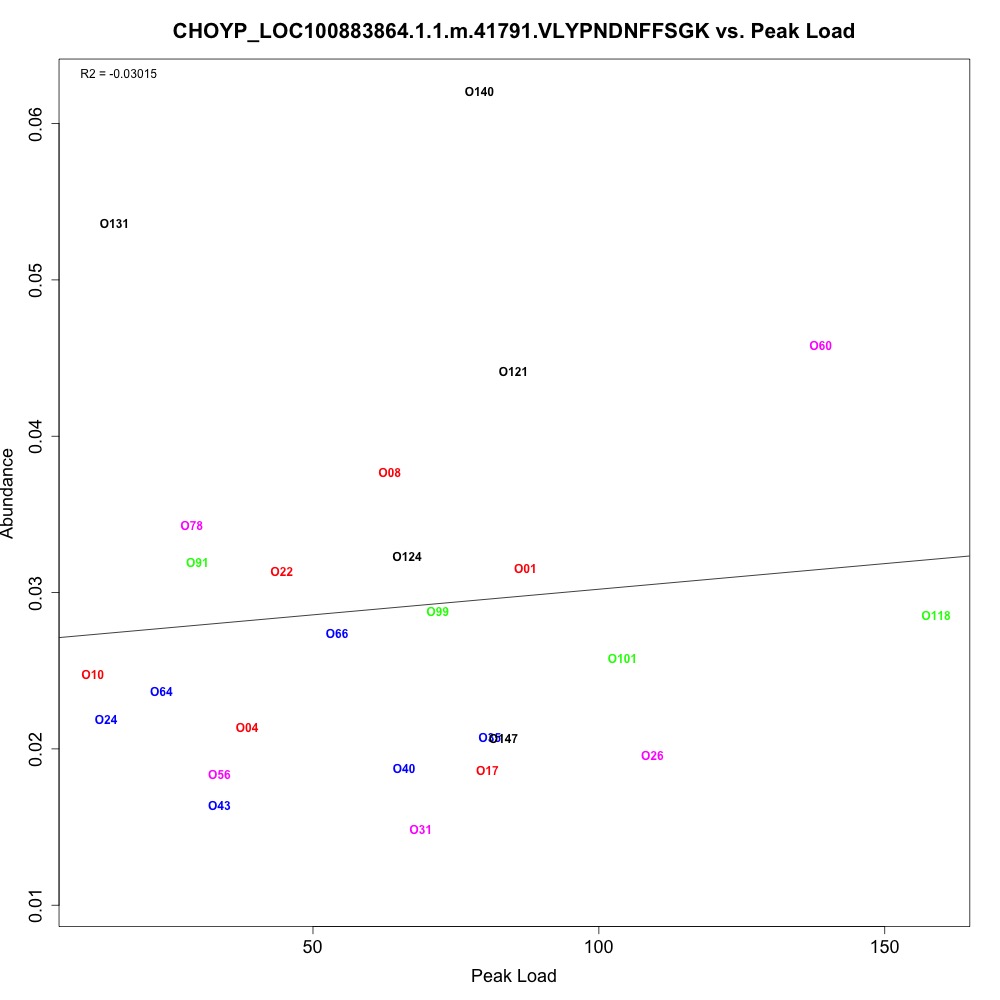 CHOYP_LOC100883864.1.1.m.41791.VLYPNDNFFSGK vs. Peak Load
R2 = -0.03015
O140
O131
O60
O121
O08
O78
O124
O91
O22
O01
O99
O118
O66
O101
O10
O64
O24
O04
O35
O147
O26
O40
O17
O56
O43
O31
0.06
0.05
0.04
0.03
0.02
0.01
Abundance
50 100 150
Peak Load